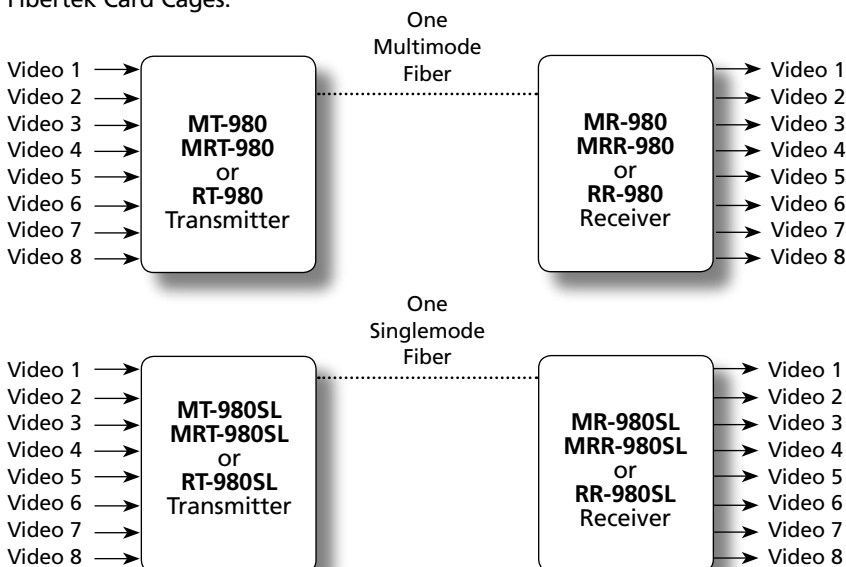 Fibertek Card Cages.
One
Multimode
Fiber
Video 1
Video 2
Video 3
Video 4
Video 5
Video 6
Video 7
Video 8
MT-980
MRT-980
or
RT-980
Transmitter
MR-980
MRR-980
or
RR-980
Receiver
Video 1
Video 2
Video 3
Video 4
Video 5
Video 6
Video 7
Video 8
One
Singlemode
Fiber
Video 1
Video 2
Video 3
Video 4
Video 5
Video 6
Video 7
Video 8
MT-980SL
MRT-980SL
or
RT-980SL
Transmitter
MR-980SL
MRR-980SL
or
RR-980SL
Receiver
Video 1
Video 2
Video 3
Video 4
Video 5
Video 6
Video 7
Video 8